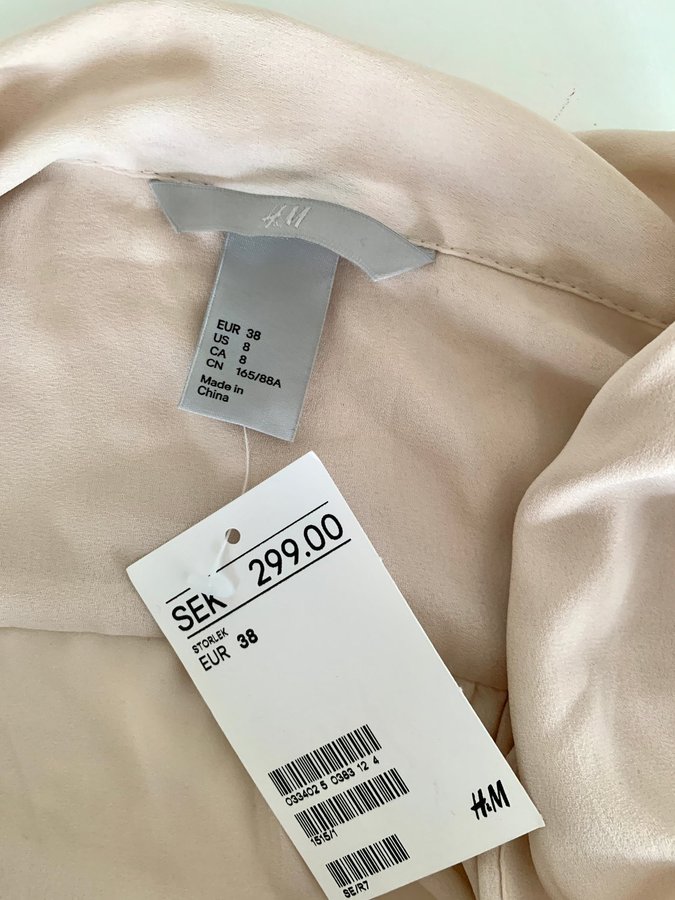 H&M
EUR 38
US 8
CA 8
CN 165/88A
Made in
China
SEK 299.00
STORLEK
EUR 38
033402 5 0383 12 4
1515/1
SE/R7
H&M